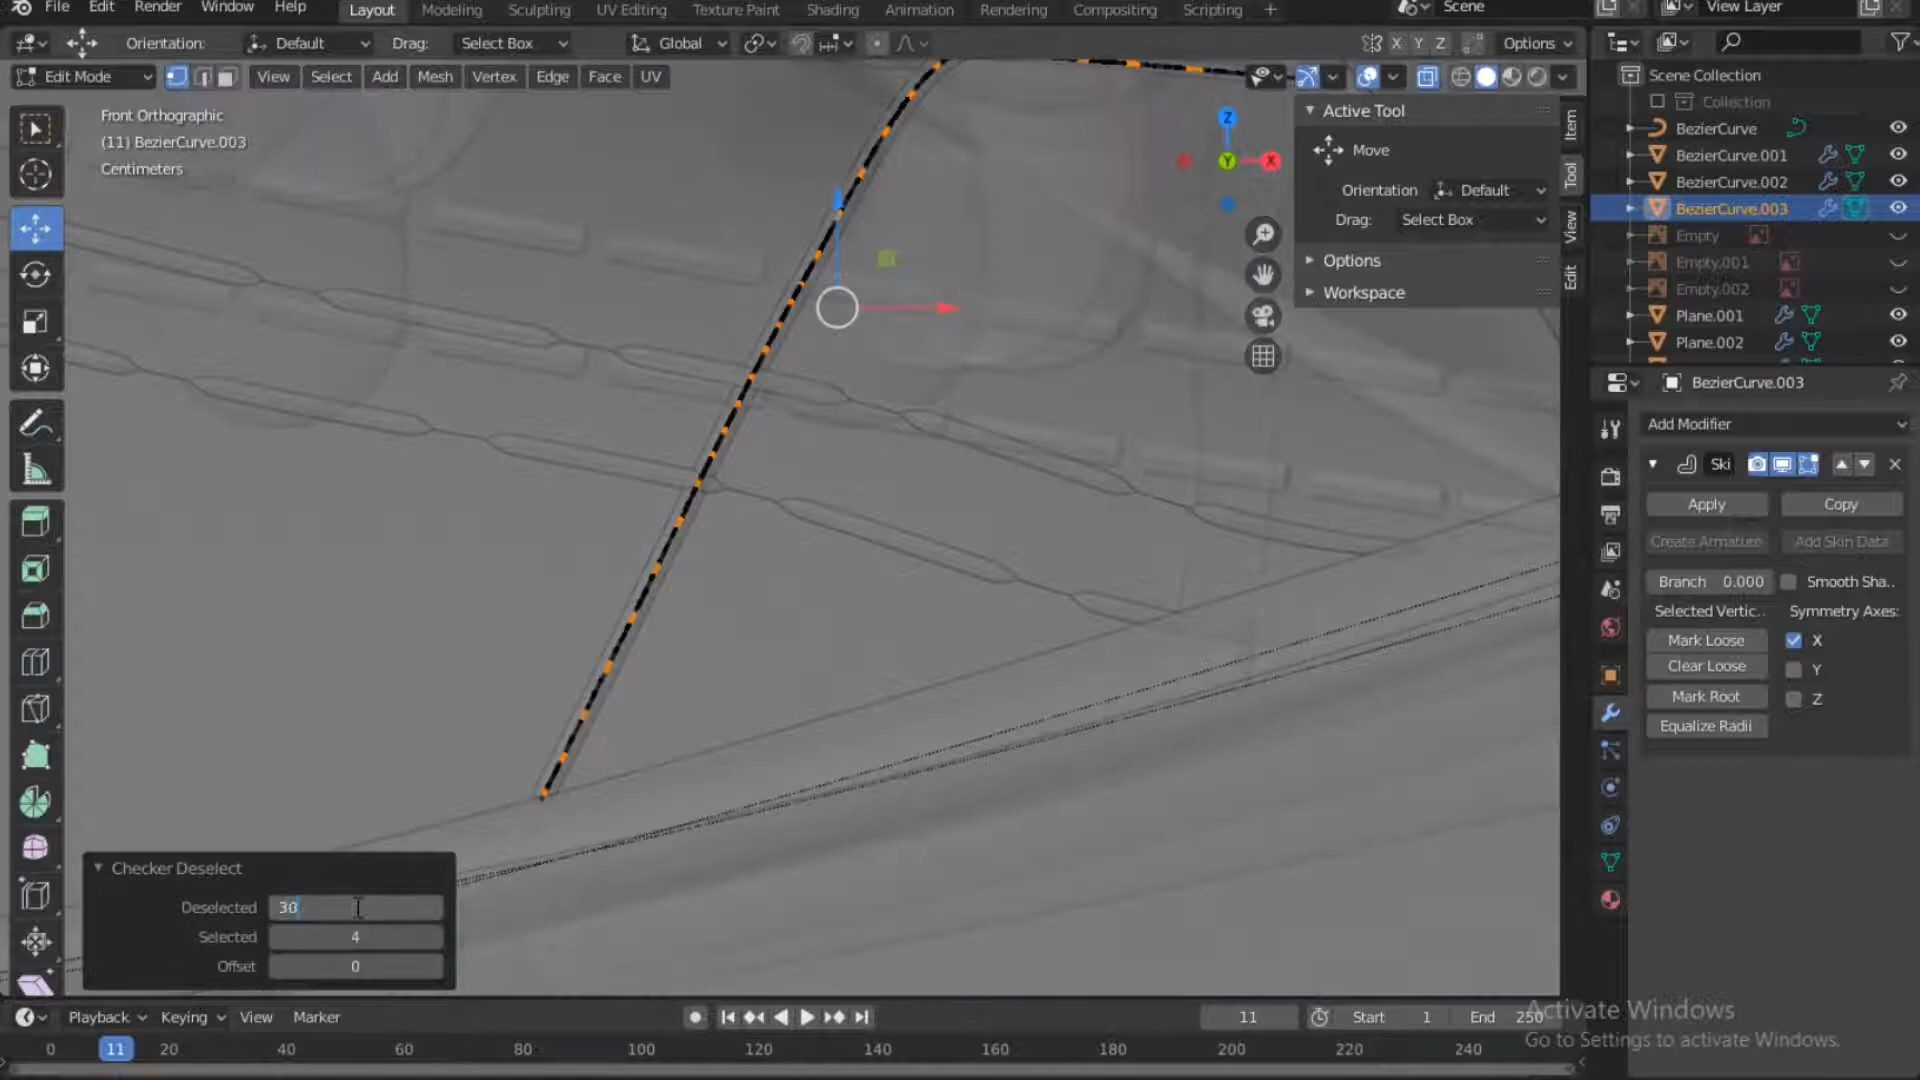 File Edit Render Window Help Layout Modeling Sculpting UV Editing Texture Paint Shading Animation Rendering Compositing Scripting + Scene View Layer
Orientation: Default Drag: Select Box Global X Y Z Options
Edit Mode View Select Add Mesh Vertex Edge Face UV
Front Orthographic
(11) BezierCurve.003
Centimeters
Z
Y
X
Active Tool
Move
Orientation Default
Drag: Select Box
Options
Workspace
Item
Tool
View
Edit
Scene Collection
Collection
BezierCurve
BezierCurve.001
BezierCurve.002
BezierCurve.003
Empty
Empty.001
Empty.002
Plane.001
Plane.002
BezierCurve.003
Add Modifier
Ski
Apply Copy
Create Armature Add Skin Data
Branch 0.000 Smooth Sha..
Selected Vertic.. Symmetry Axes:
Mark Loose X
Clear Loose Y
Mark Root Z
Equalize Radii
Checker Deselect
Deselected 30
Selected 4
Offset 0
Playback Keying View Marker 11 Start 1 End 250
0 11 20 40 60 80 100 120 140 160 180 200 220 240
Activate Windows
Go to Settings to activate Windows.